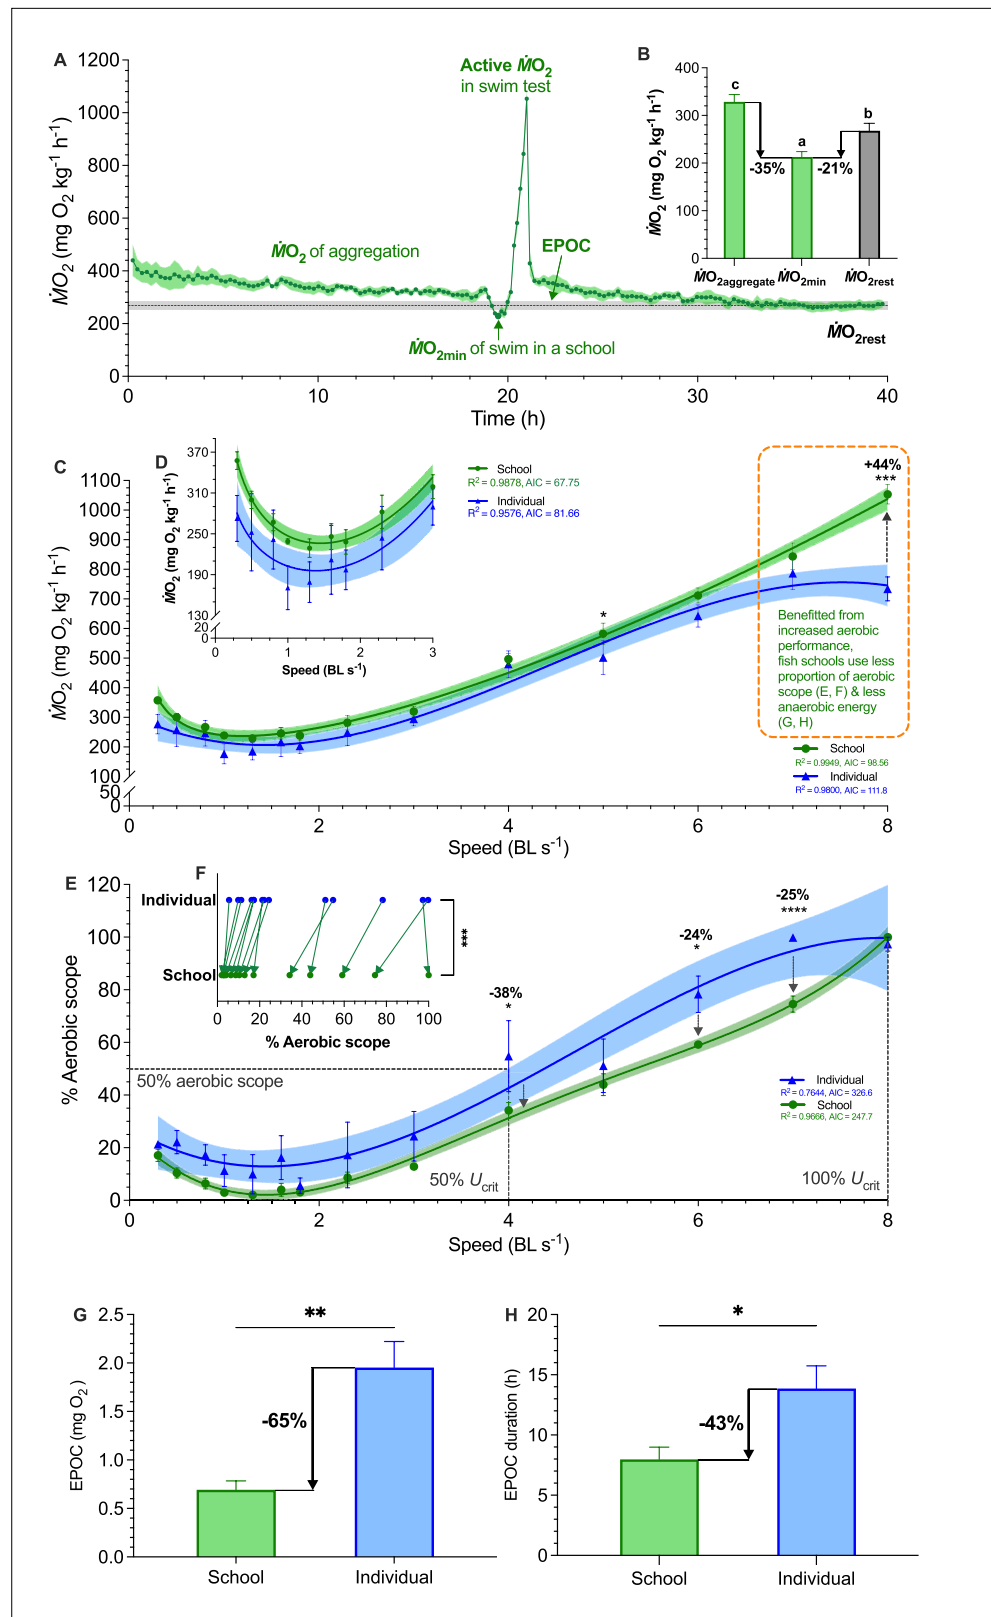 A
1200
1000
800
600
400
200
0
ṀO2 (mg O2 kg-1 h-1)
Active ṀO2
in swim test
ṀO2 of aggregation
EPOC
ṀO2min of swim in a school
ṀO2rest
0 10 20 30 40
Time (h)
B
400
300
200
100
0
ṀO2 (mg O2 kg-1 h-1)
c
a
b
-35%
-21%
ṀO2aggregate ṀO2min ṀO2rest
C
1100
1000
900
800
700
600
500
400
300
200
100
50
0
ṀO2 (mg O2 kg-1 h-1)
D
370
310
250
190
130
20
0
ṀO2 (mg O2 kg-1 h-1)
0 1 2 3
Speed (BL s-1)
School
R2 = 0.9878, AIC = 67.75
Individual
R2 = 0.9576, AIC = 81.66
*
+44%
***
Benefitted from
increased aerobic
performance,
fish schools use less
proportion of aerobic
scope (E, F) & less
anaerobic energy
(G, H)
School
R2 = 0.9949, AIC = 98.56
Individual
R2 = 0.9800, AIC = 111.8
0 2 4 6 8
Speed (BL s-1)
E
120
100
80
60
40
20
0
% Aerobic scope
F
Individual
School
***
0 20 40 60 80 100
% Aerobic scope
-38%
*
-24%
*
-25%
****
50% aerobic scope
50% Ucrit
100% Ucrit
Individual
R2 = 0.7644, AIC = 326.6
School
R2 = 0.9666, AIC = 247.7
0 2 4 6 8
Speed (BL s-1)
G
2.5
2.0
1.5
1.0
0.5
0.0
EPOC (mg O2)
**
-65%
School Individual
H
20
15
10
5
0
EPOC duration (h)
*
-43%
School Individual